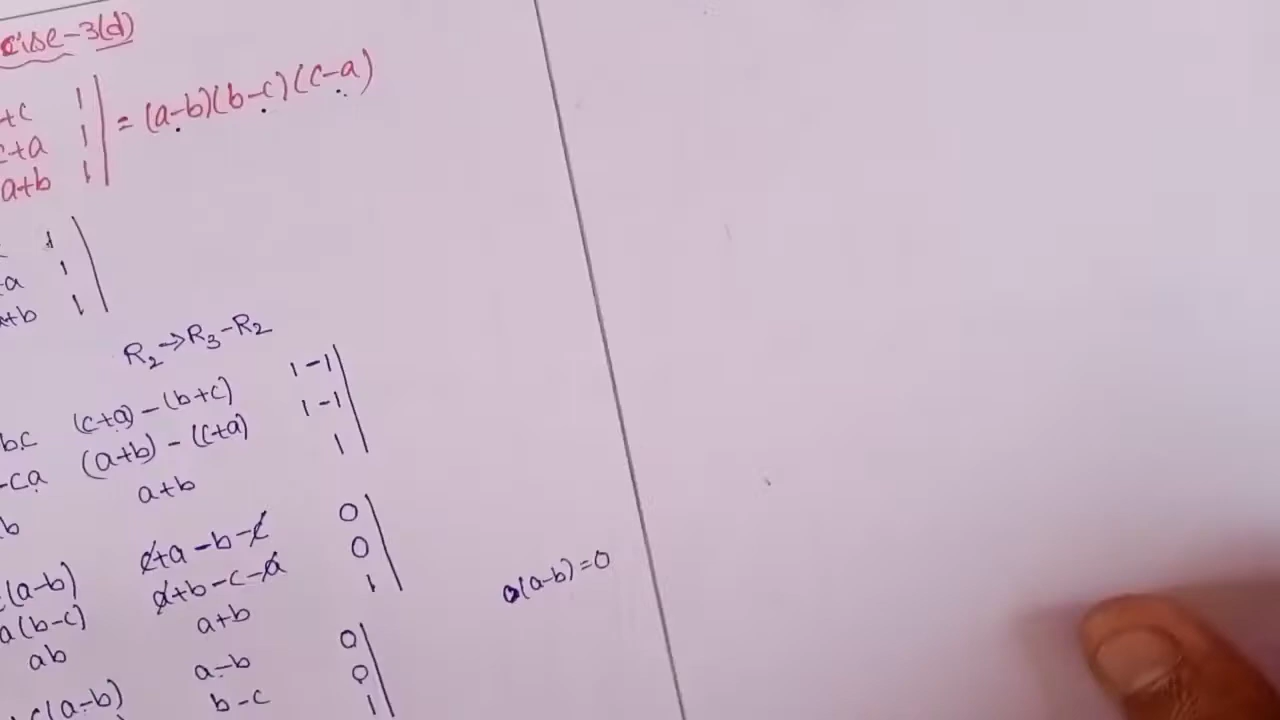 cise-3(d)
+c 1
c+a 1 = (a-b)(b-c)(c-a)
a+b 1
1
-a 1
a+b 1
R₂→R₃-R₂
bc (c+a)-(b+c) 1-1
-ca (a+b)-(c+a) 1-1
b a+b 1
c(a-b) c+a-b-c 0
a(b-c) a+b-c-a 0
ab a+b 1
a(a-b)=0
c(a-b) a-b 0
b-c 0
1